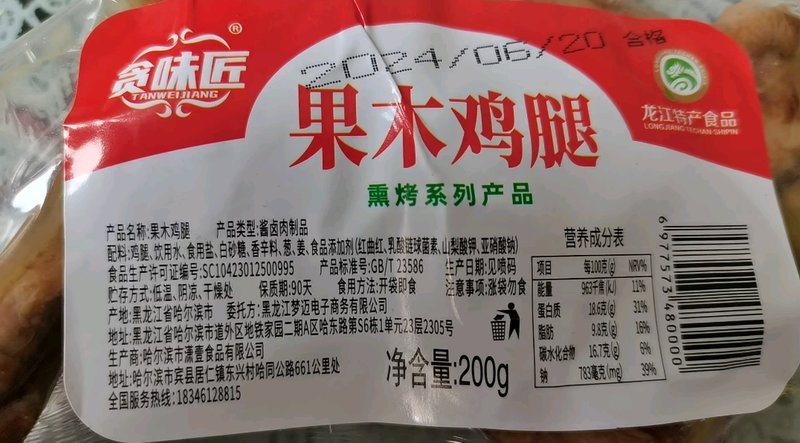 贪味匠®
TANWEIJIANG
2024/06/20 合格
果木鸡腿
熏烤系列产品
龙江特产食品
LONGJIANG TECHAN·SHIPIN
产品名称:果木鸡腿 产品类型:酱卤肉制品
配料:鸡腿、饮用水、食用盐、白砂糖、香辛料、葱、姜、食品添加剂(红曲红、乳酸链球菌素、山梨酸钾、亚硝酸钠)
食品生产许可证编号:SC10423012500995 产品标准号:GB/T 23586 生产日期:见喷码
贮存方式:低温、阴凉、干燥处 保质期:90天 食用方法:开袋即食 注意事项:涨袋勿食
产地:黑龙江省哈尔滨市 委托方:黑龙江梦迈电子商务有限公司
地址:黑龙江省哈尔滨市道外区地铁家园二期A区哈东路第S6栋1单元23层2305号
生产商:哈尔滨市潇壹食品有限公司
地址:哈尔滨市宾县居仁镇东兴村哈同公路661公里处
全国服务热线:18346128815
净含量:200g
营养成分表
项目 每100克(g) NRV%
能量 963千焦(kJ) 11%
蛋白质 18.6克(g) 31%
脂肪 9.8克(g) 16%
碳水化合物 16.7克(g) 6%
钠 783毫克(mg) 39%
6977573480000